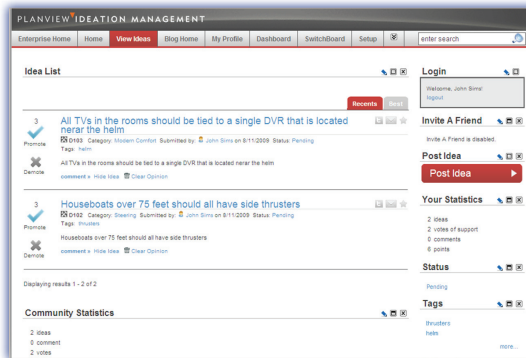 PLANVIEW IDEATION MANAGEMENT
Enterprise Home Home View Ideas Blog Home My Profile Dashboard SwitchBoard Setup enter search
Idea List
Recents Best
3
Promote
Demote
All TVs in the rooms should be tied to a single DVR that is located
nerar the helm
ID103 Category: Modern Comfort Submitted by: John Sims on 8/11/2009 Status: Pending
Tags: helm
All TVs in the rooms should be tied to a single DVR that is located nerar the helm
comment » Hide Idea Clear Opinion
3
Promote
Demote
Houseboats over 75 feet should all have side thrusters
ID102 Category: Steering Submitted by: John Sims on 8/11/2009 Status: Pending
Tags: thrusters
Houseboats over 75 feet should all have side thrusters
comment » Hide Idea Clear Opinion
Displaying results 1 - 2 of 2
Community Statistics
2 ideas
0 comment
2 votes
Login
Welcome, John Sims!
logout
Invite A Friend
Invite A Friend is disabled.
Post Idea
Post Idea
Your Statistics
2 ideas
2 votes of support
0 comments
6 points
Status
Pending
Tags
thrusters
helm
more...